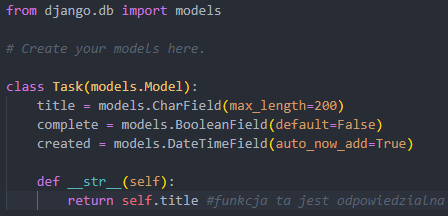 from django.db import models
# Create your models here.
class Task(models.Model):
title = models.CharField(max_length=200)
complete = models.BooleanField(default=False)
created = models.DateTimeField(auto_now_add=True)
def __str__(self):
return self.title #funkcja ta jest odpowiedzialna